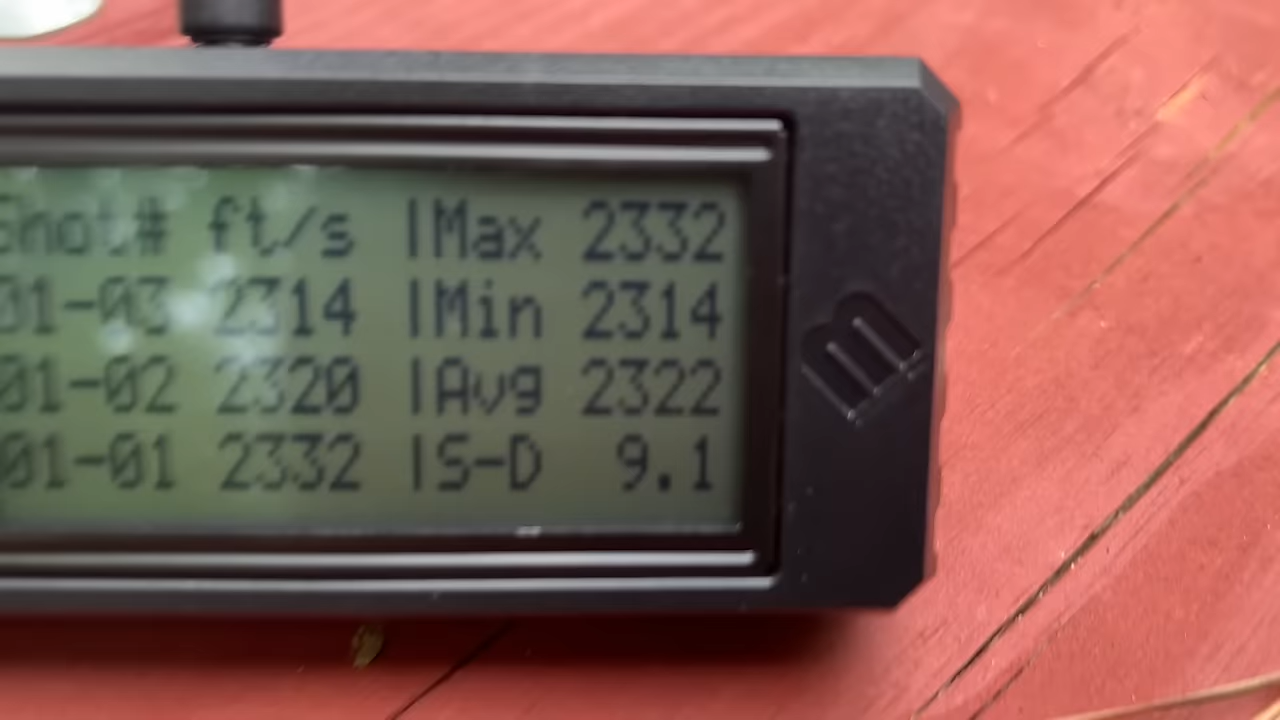 Shot# ft/s |Max 2332
01-03 2314 |Min 2314
01-02 2320 |Avg 2322
01-01 2332 |S-D 9.1